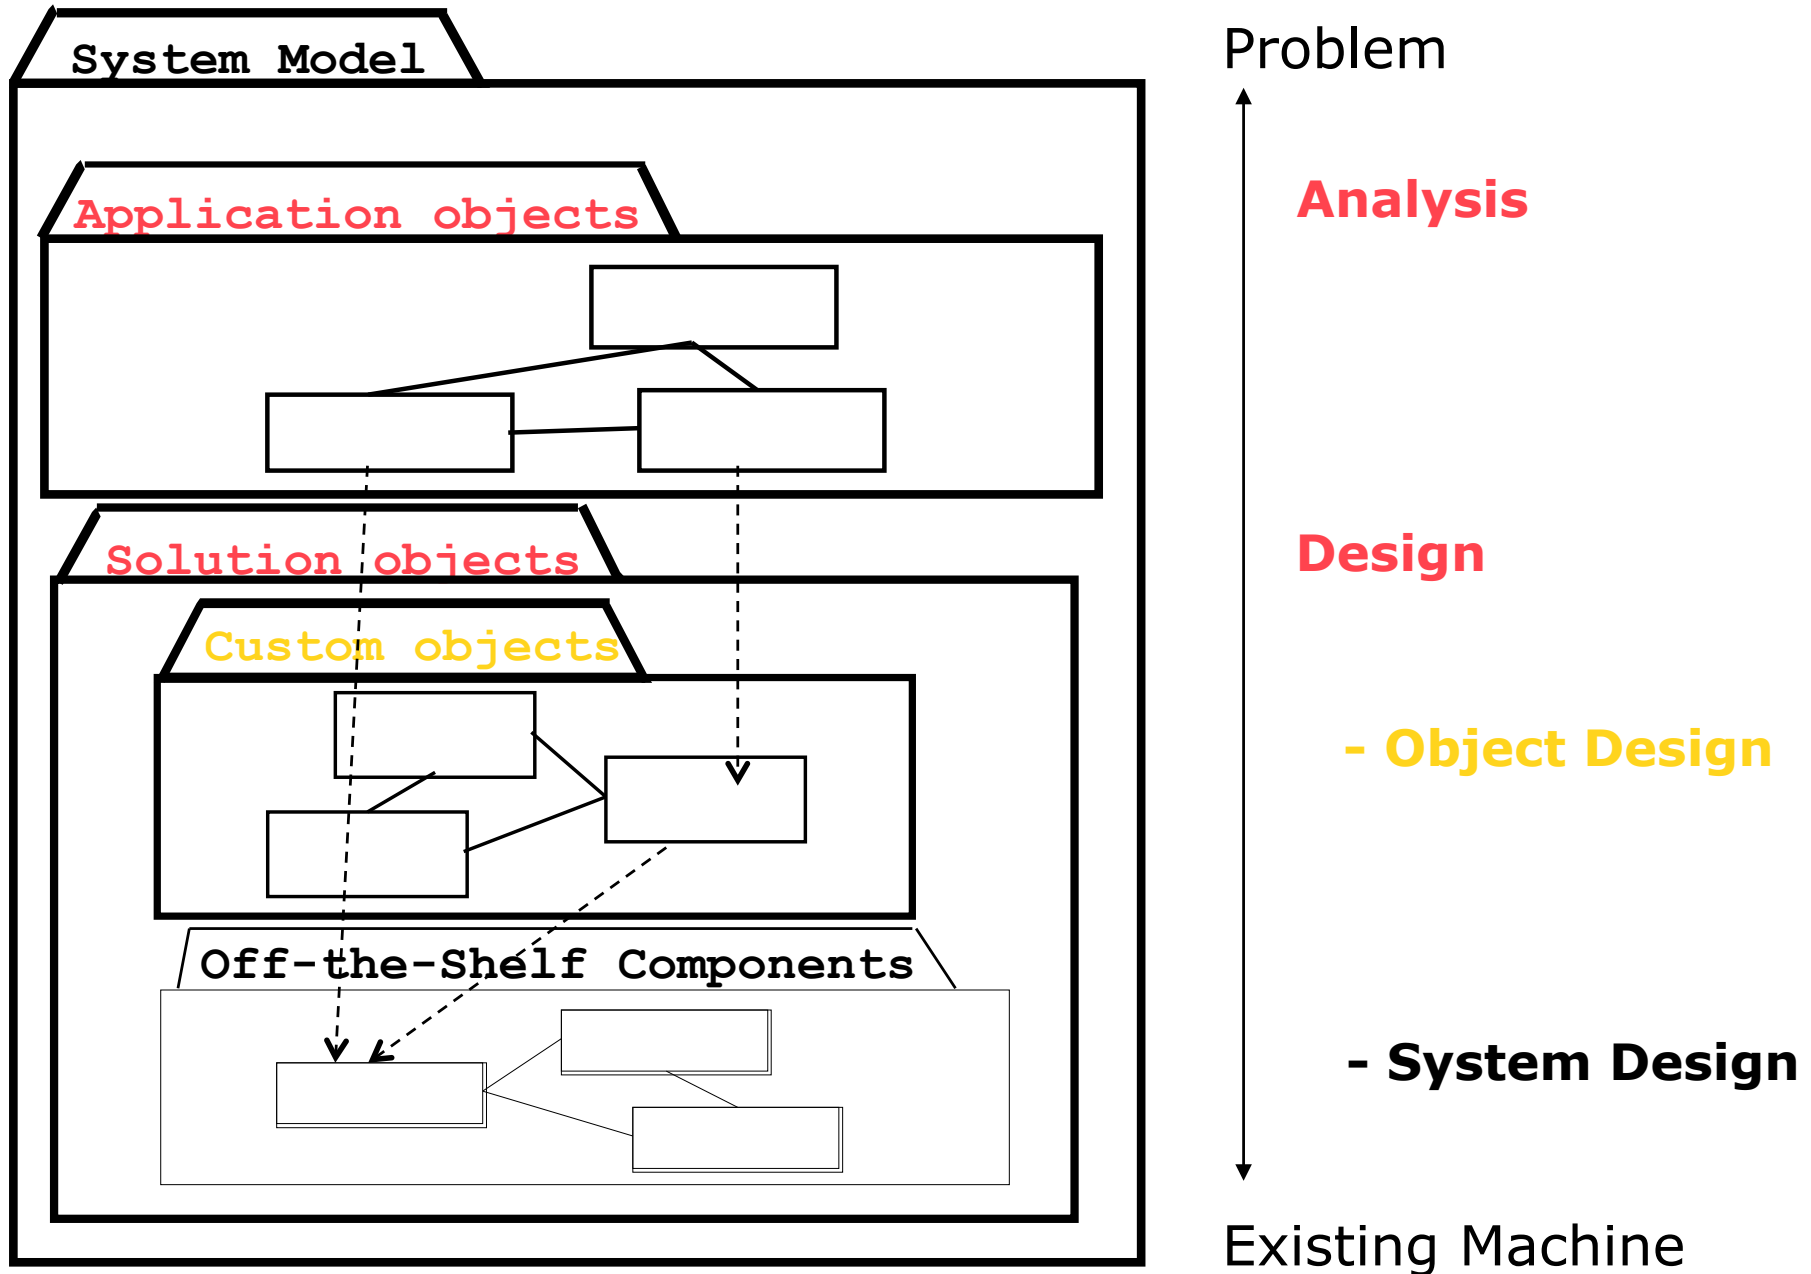 System Model
Problem
Application objects
Analysis
Solution objects
Design
Custom objects
- Object Design
Off-the-Shelf Components
- System Design
Existing Machine